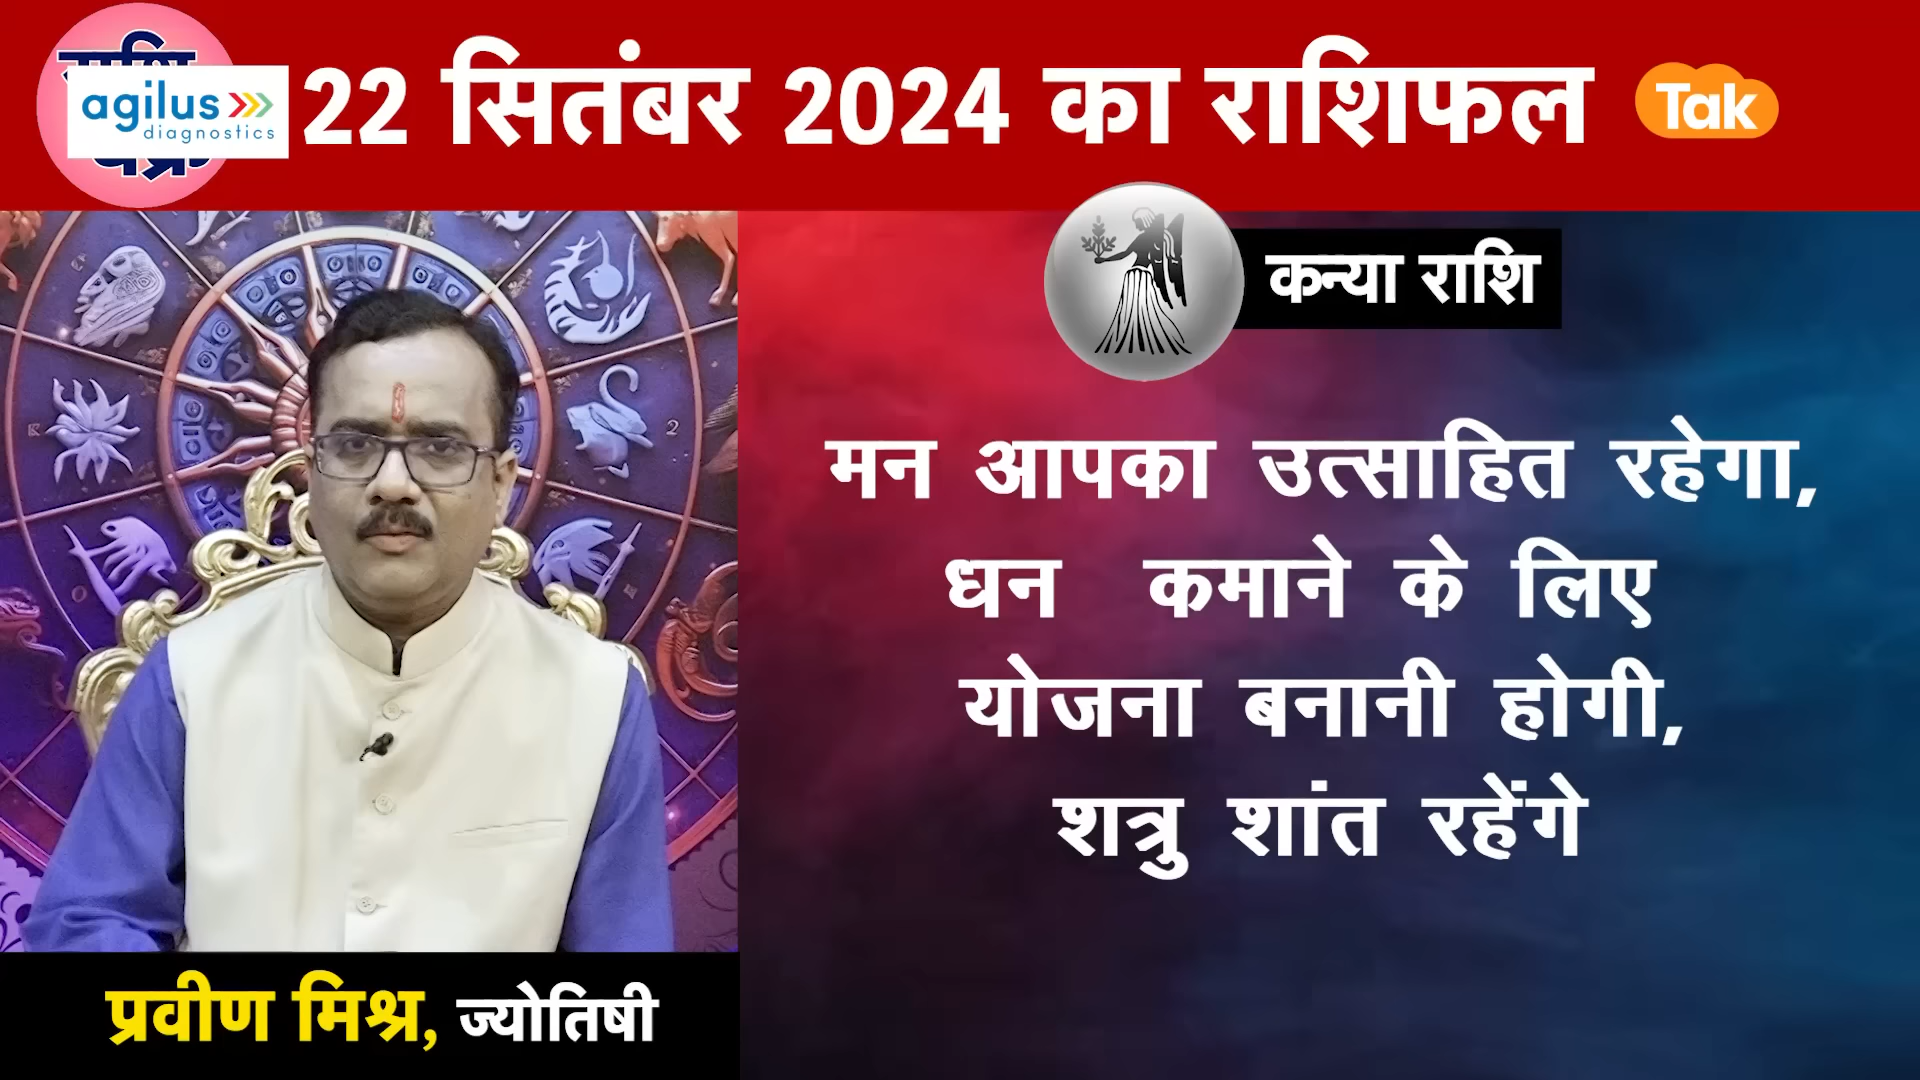 agilus
diagnostics
22 सितंबर 2024 का राशिफल
Tak
कन्या राशि
मन आपका उत्साहित रहेगा,
धन कमाने के लिए
योजना बनानी होगी,
शत्रु शांत रहेंगे
प्रवीण मिश्र, ज्योतिषी